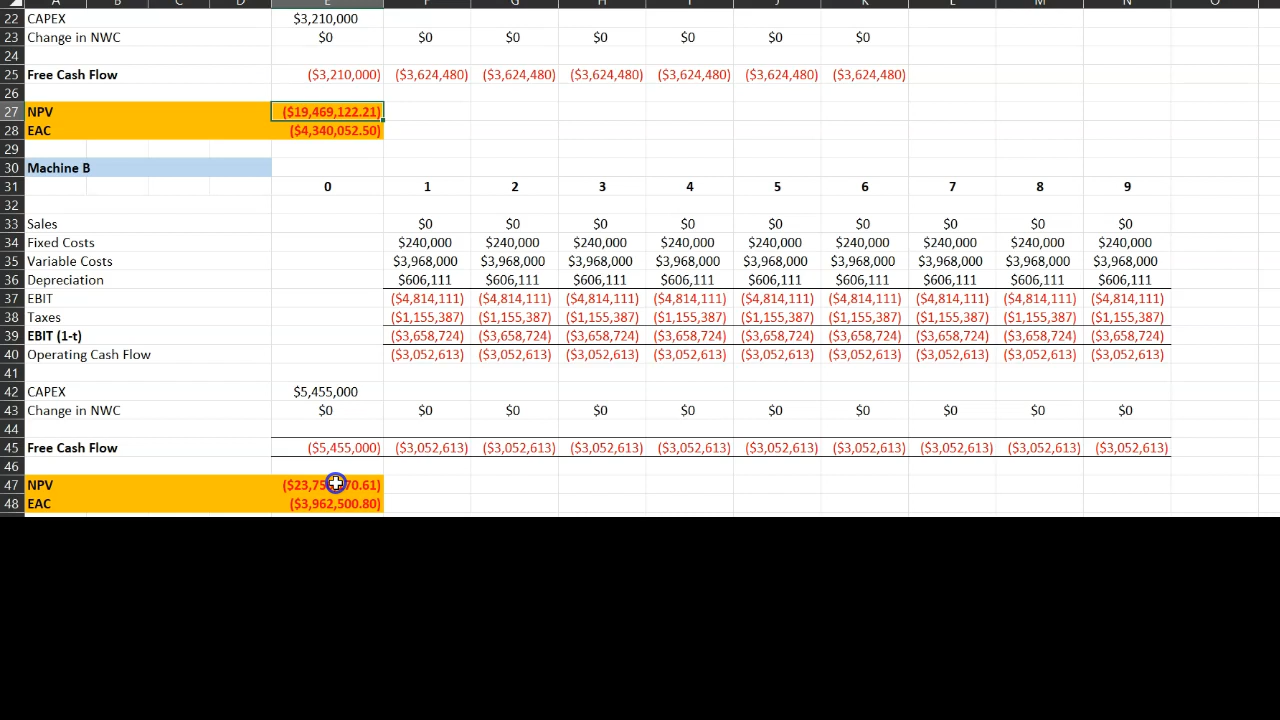 22 CAPEX $3,210,000
23 Change in NWC $0 $0 $0 $0 $0 $0 $0
24
25 Free Cash Flow ($3,210,000) ($3,624,480) ($3,624,480) ($3,624,480) ($3,624,480) ($3,624,480) ($3,624,480)
26
27 NPV ($19,469,122.21)
28 EAC ($4,340,052.50)
29
30 Machine B
31 0 1 2 3 4 5 6 7 8 9
32
33 Sales $0 $0 $0 $0 $0 $0 $0 $0 $0
34 Fixed Costs $240,000 $240,000 $240,000 $240,000 $240,000 $240,000 $240,000 $240,000 $240,000
35 Variable Costs $3,968,000 $3,968,000 $3,968,000 $3,968,000 $3,968,000 $3,968,000 $3,968,000 $3,968,000 $3,968,000
36 Depreciation $606,111 $606,111 $606,111 $606,111 $606,111 $606,111 $606,111 $606,111 $606,111
37 EBIT ($4,814,111) ($4,814,111) ($4,814,111) ($4,814,111) ($4,814,111) ($4,814,111) ($4,814,111) ($4,814,111) ($4,814,111)
38 Taxes ($1,155,387) ($1,155,387) ($1,155,387) ($1,155,387) ($1,155,387) ($1,155,387) ($1,155,387) ($1,155,387) ($1,155,387)
39 EBIT (1-t) ($3,658,724) ($3,658,724) ($3,658,724) ($3,658,724) ($3,658,724) ($3,658,724) ($3,658,724) ($3,658,724) ($3,658,724)
40 Operating Cash Flow ($3,052,613) ($3,052,613) ($3,052,613) ($3,052,613) ($3,052,613) ($3,052,613) ($3,052,613) ($3,052,613) ($3,052,613)
41
42 CAPEX $5,455,000
43 Change in NWC $0 $0 $0 $0 $0 $0 $0 $0 $0 $0
44
45 Free Cash Flow ($5,455,000) ($3,052,613) ($3,052,613) ($3,052,613) ($3,052,613) ($3,052,613) ($3,052,613) ($3,052,613) ($3,052,613) ($3,052,613)
46
47 NPV
48 EAC ($3,962,500.80)